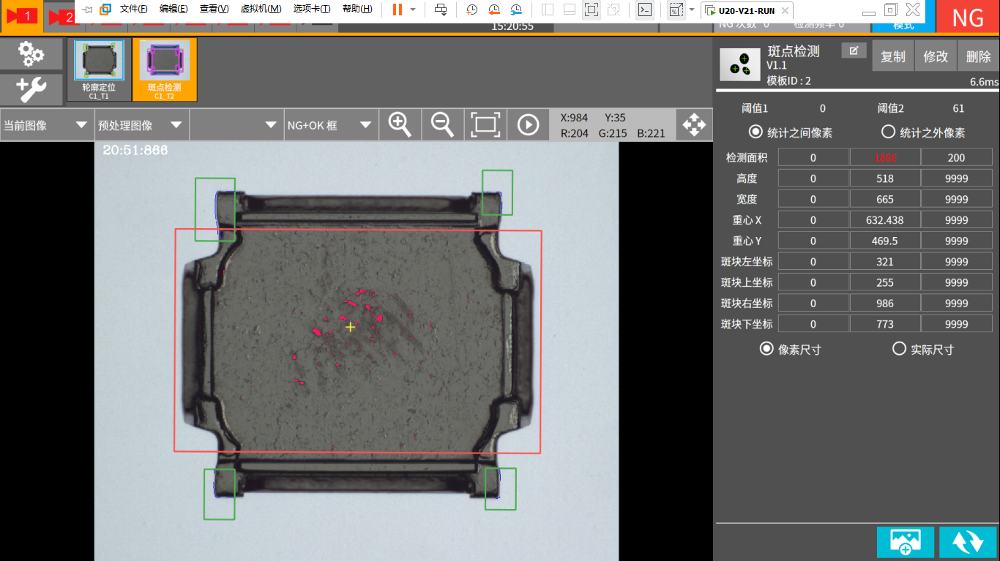 1
2
文件(F) 编辑(E) 查看(V) 虚拟机(M) 选项卡(T) 帮助(H)
U20-V21-RUN
15:20:55
NG 次数 0 检测频率 0
模式
NG
轮廓定位
C1_T1
斑点检测
C1_T2
斑点检测
V1.1
模板ID : 2
复制 修改 删除
6.6ms
当前图像 预处理图像 NG+OK 框
X:984 Y:35
R:204 G:215 B:221
20:51:866
阈值1 0 阈值2 61
统计之间像素 统计之外像素
检测面积 0 1886 200
高度 0 518 9999
宽度 0 665 9999
重心 X 0 632.438 9999
重心 Y 0 469.5 9999
斑块左坐标 0 321 9999
斑块上坐标 0 255 9999
斑块右坐标 0 986 9999
斑块下坐标 0 773 9999
像素尺寸 实际尺寸